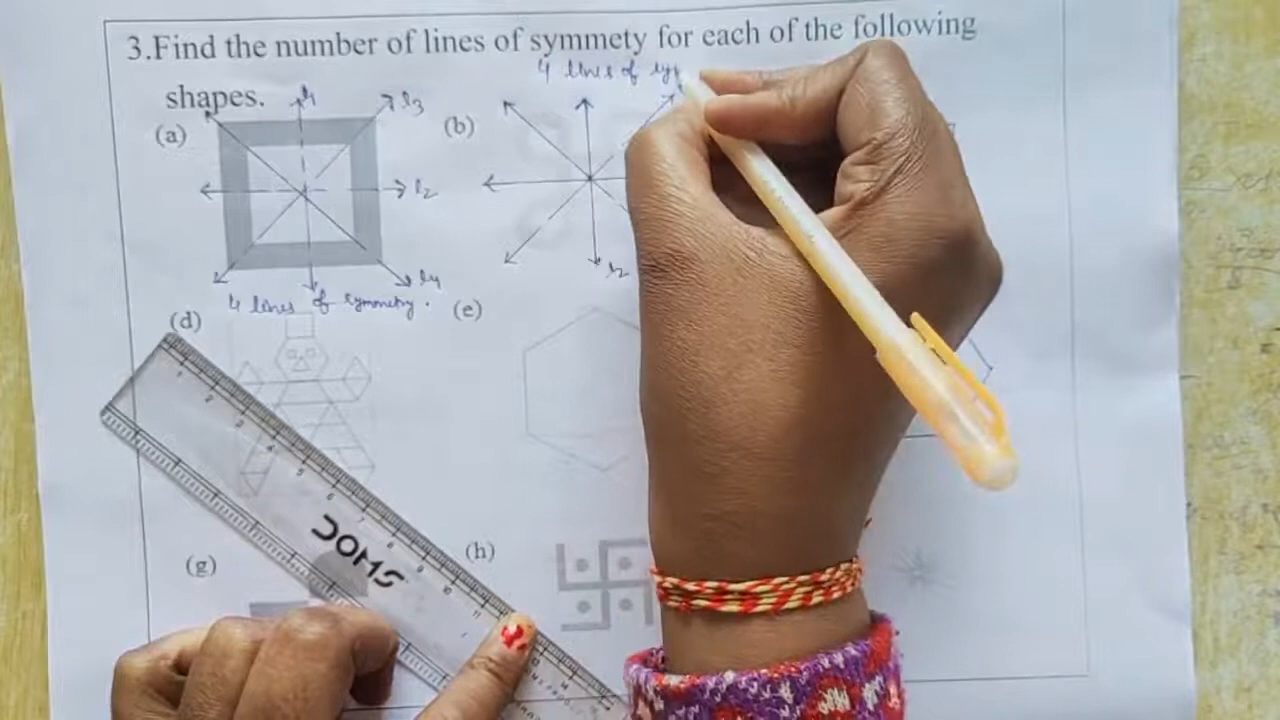 3.Find the number of lines of symmety for each of the following
4 lines of sy
shapes.
l1 l3
(a) (b)
l2
l2
l4
4 lines of symmetry.
(d) (e)
DOMS
(g) (h)